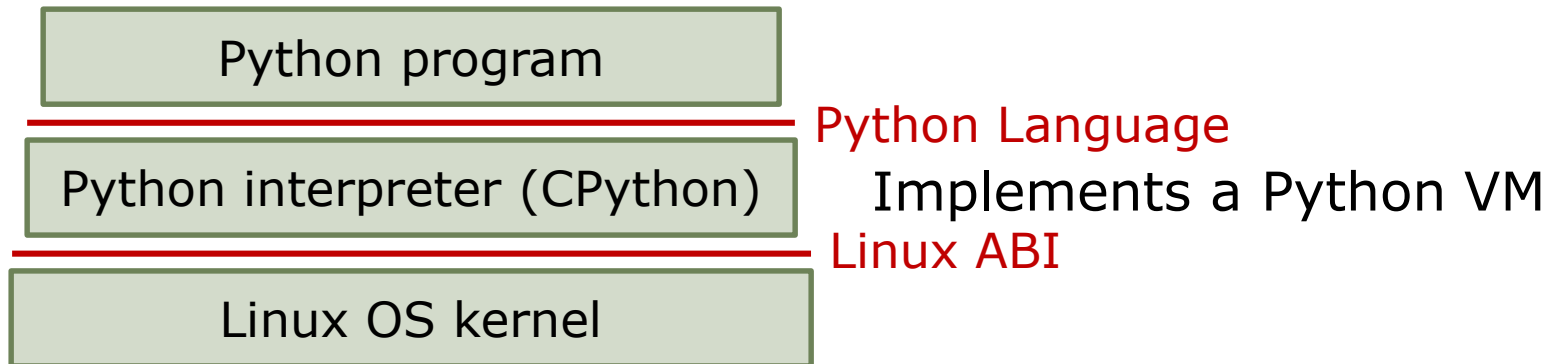 Python program
Python Language
Python interpreter (CPython)
Implements a Python VM
Linux ABI
Linux OS kernel